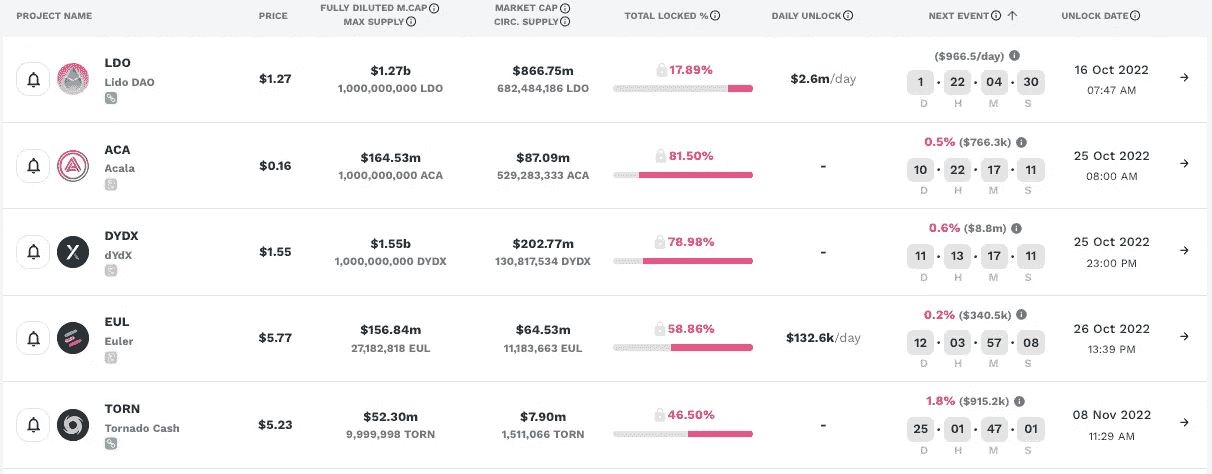 PROJECT NAME PRICE FULLY DILUTED M.CAP MARKET CAP TOTAL LOCKED % DAILY UNLOCK NEXT EVENT ↑ UNLOCK DATE
MAX SUPPLY CIRC. SUPPLY
LDO
Lido DAO
$1.27
$1.27b
1,000,000,000 LDO
$866.75m
682,484,186 LDO
17.89%
$2.6m/day
($966.5/day)
1 · 22 · 04 · 30
D H M S
16 Oct 2022
07:47 AM
→
ACA
Acala
$0.16
$164.53m
1,000,000,000 ACA
$87.09m
529,283,333 ACA
81.50%
-
0.5% ($766.3k)
10 · 22 · 17 · 11
D H M S
25 Oct 2022
08:00 AM
→
DYDX
dYdX
$1.55
$1.55b
1,000,000,000 DYDX
$202.77m
130,817,534 DYDX
78.98%
-
0.6% ($8.8m)
11 · 13 · 17 · 11
D H M S
25 Oct 2022
23:00 PM
→
EUL
Euler
$5.77
$156.84m
27,182,818 EUL
$64.53m
11,183,663 EUL
58.86%
$132.6k/day
0.2% ($340.5k)
12 · 03 · 57 · 08
D H M S
26 Oct 2022
13:39 PM
→
TORN
Tornado Cash
$5.23
$52.30m
9,999,998 TORN
$7.90m
1,511,066 TORN
46.50%
-
1.8% ($915.2k)
25 · 01 · 47 · 01
D H M S
08 Nov 2022
11:29 AM
→